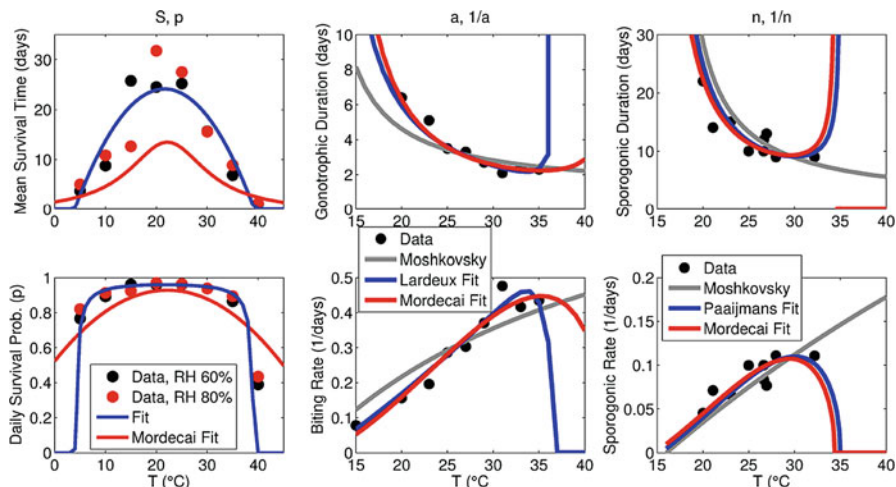 S, p
a, 1/a
n, 1/n
Mean Survival Time (days)
30
20
10
0
0
10
20
30
40
Gonotrophic Duration (days)
10
8
6
4
2
0
15
20
25
30
35
40
Sporogonic Duration (days)
30
20
10
0
15
20
25
30
35
40
Data
Moshkovsky
Lardeux Fit
Mordecai Fit
Data
Moshkovsky
Paaijmans Fit
Mordecai Fit
Daily Survival Prob. (p)
1
0.8
0.6
0.4
0.2
0
Data, RH 60%
Data, RH 80%
Fit
Mordecai Fit
0
10
20
30
40
T (°C)
Biting Rate (1/days)
0.5
0.4
0.3
0.2
0.1
0
15
20
25
30
35
40
T (°C)
Sporogonic Rate (1/days)
0.2
0.15
0.1
0.05
0
15
20
25
30
35
40
T (°C)